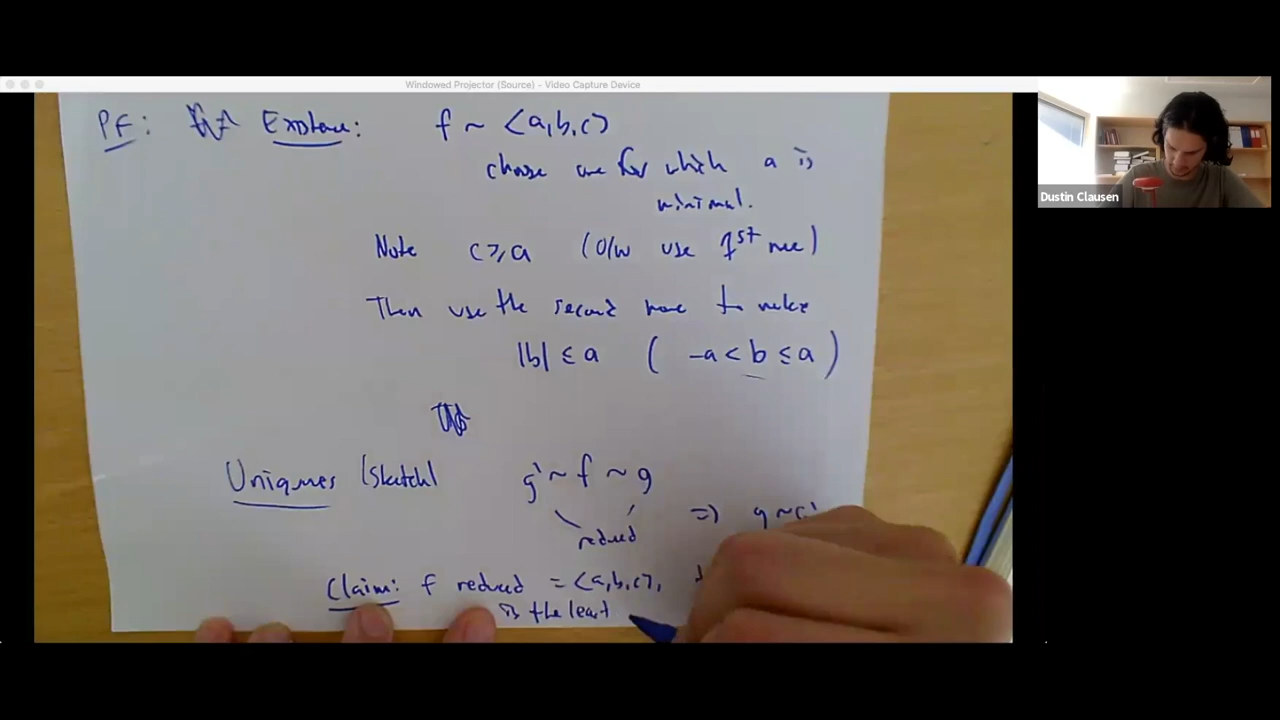 Windowed Projector (Source) - Video Capture Device
Dustin Clausen
Pf: Existence: f ~ <a,b,c>
choose one for which a is
minimal.
Note c ≥ a (O/w use 1st move)
Then use the second move to make
|b| ≤ a ( -a < b ≤ a )
Uniqueness (sketch) g' ~ f ~ g
reduced => g ~ g'
Claim: f reduced = <a,b,c>,
is the least